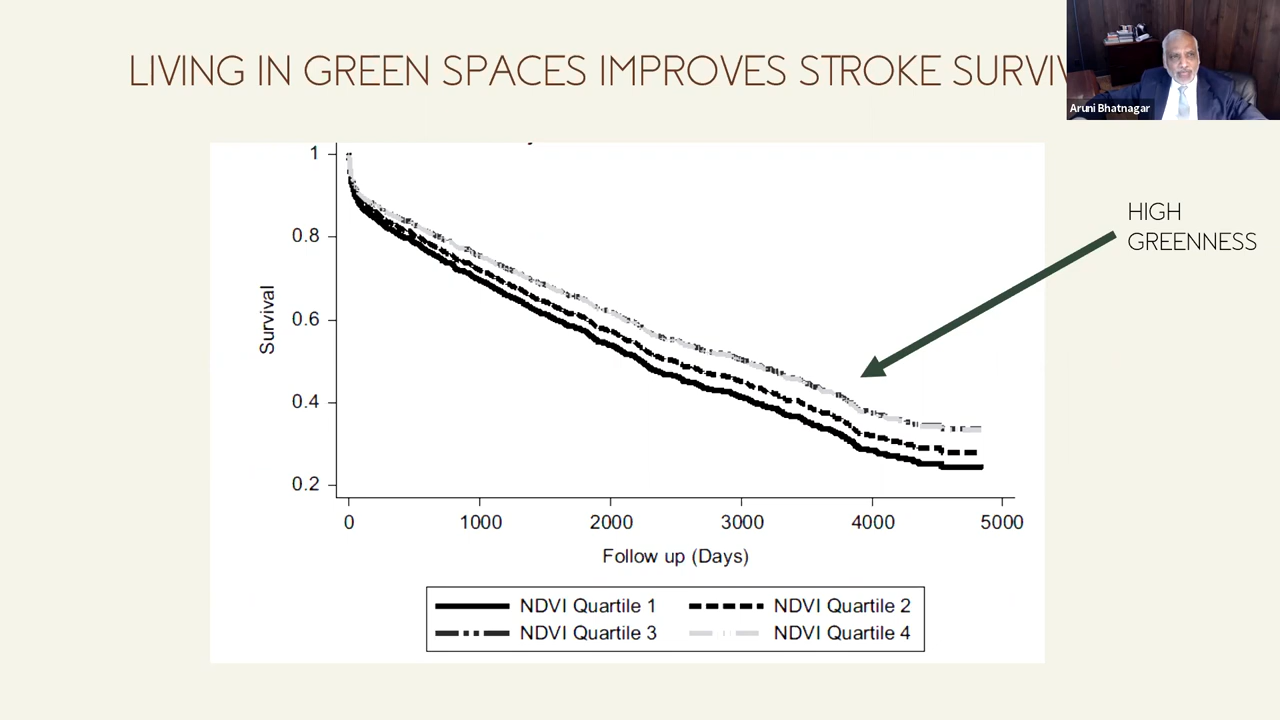 LIVING IN GREEN SPACES IMPROVES STROKE SURVIV
Aruni Bhatnagar
HIGH
GREENNESS
1
0.8
0.6
0.4
0.2
Survival
0 1000 2000 3000 4000 5000
Follow up (Days)
NDVI Quartile 1 NDVI Quartile 2
NDVI Quartile 3 NDVI Quartile 4